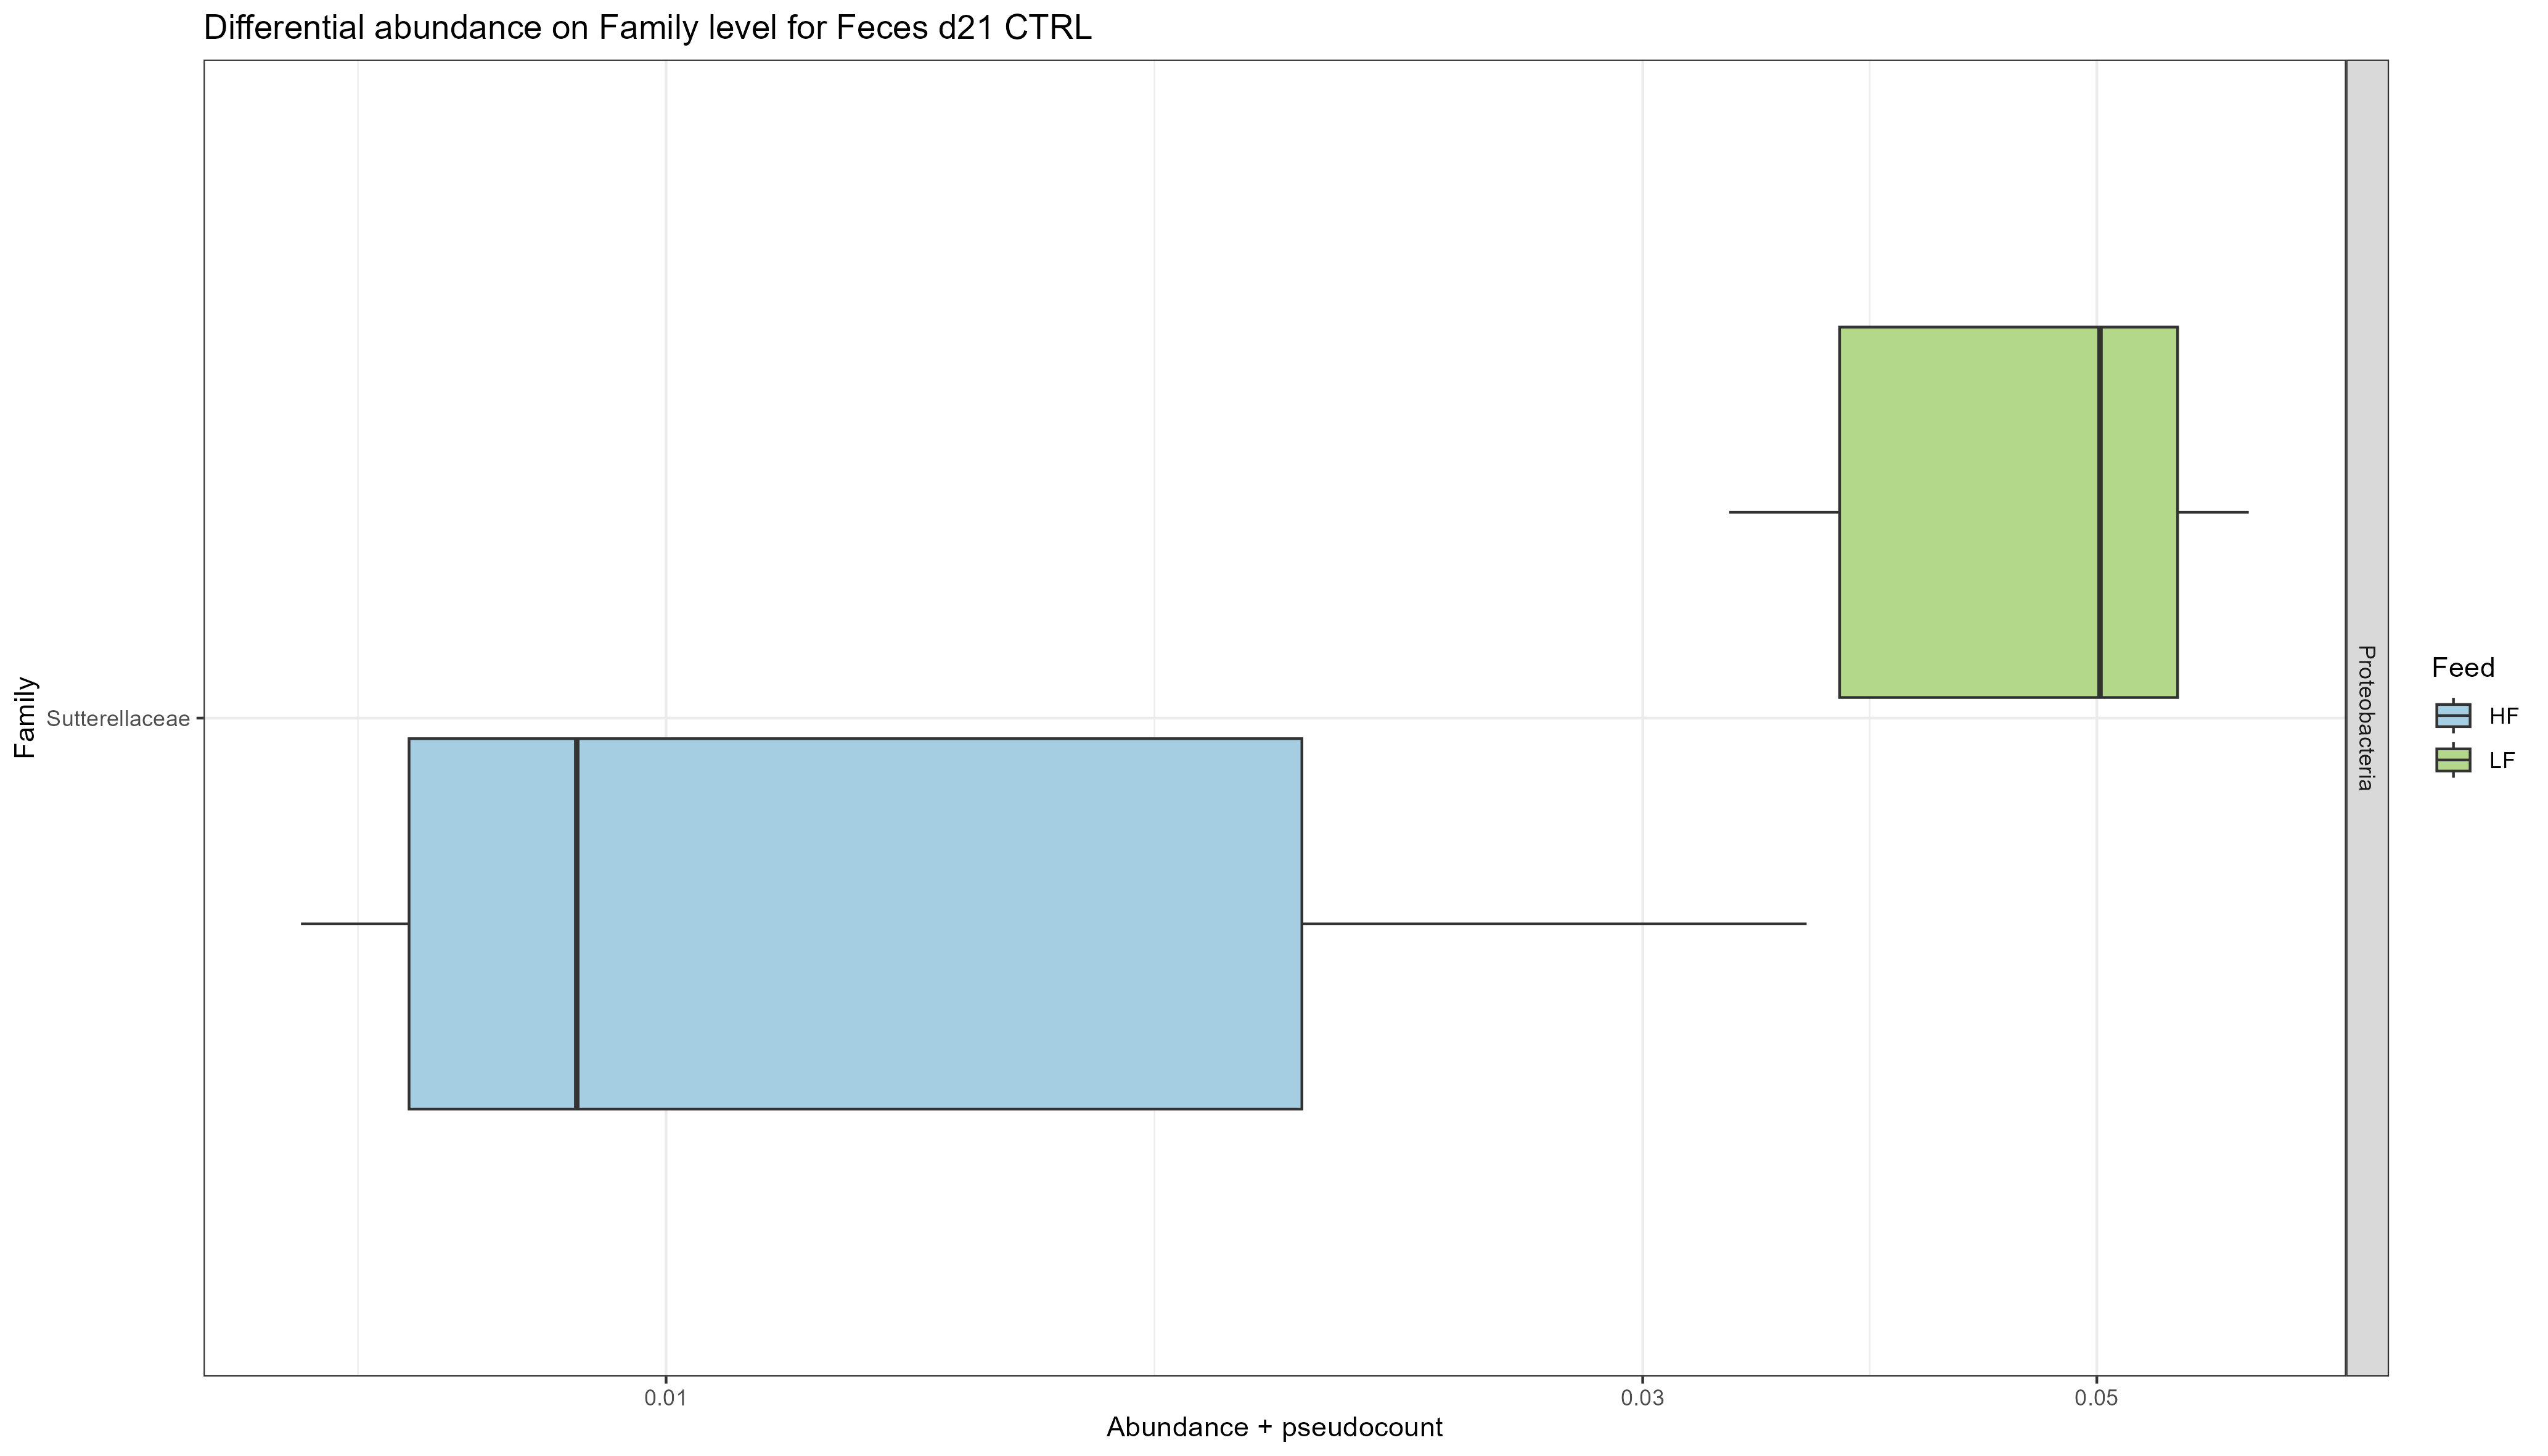 Differential abundance on Family level for Feces d21 CTRL
Family
Sutterellaceae
Proteobacteria
Feed
HF
LF
0.01
0.03
0.05
Abundance + pseudocount